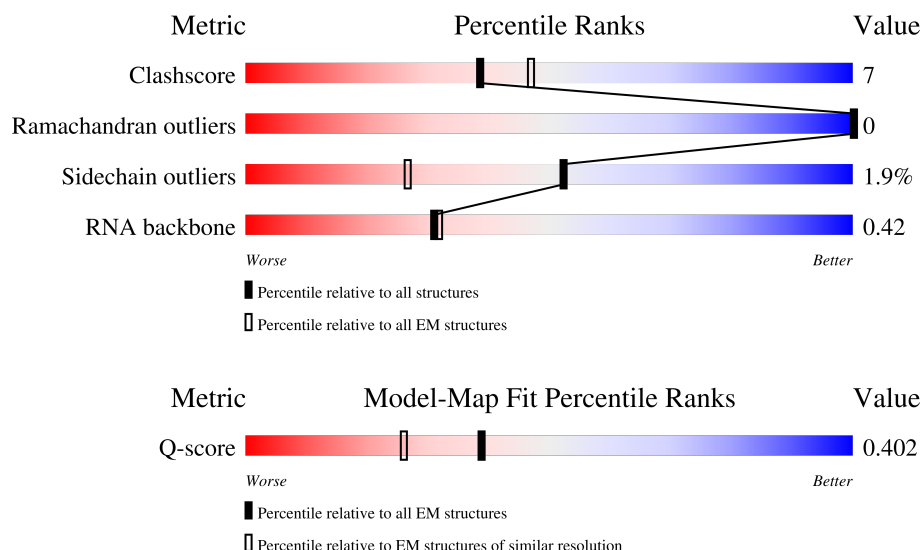 Metric Percentile Ranks Value
Clashscore 7
Ramachandran outliers 0
Sidechain outliers 1.9%
RNA backbone 0.42
Worse Better
Percentile relative to all structures
Percentile relative to all EM structures
Metric Model-Map Fit Percentile Ranks Value
Q-score 0.402
Worse Better
Percentile relative to all EM structures
Percentile relative to EM structures of similar resolution